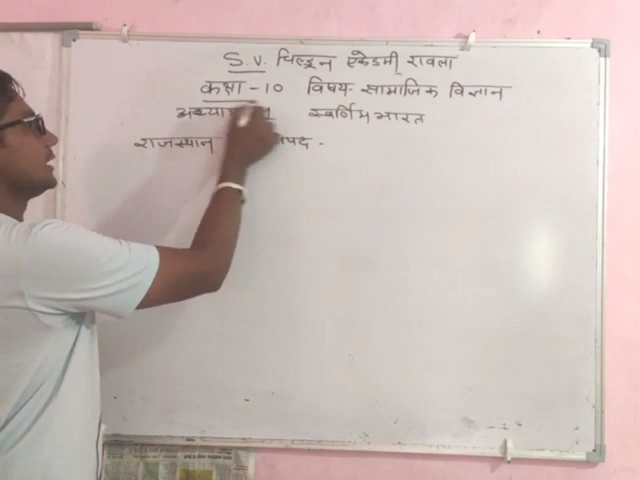 S.V. चिल्ड्रन एकेडमी रावला
कक्षा - 10 विषय - सामाजिक विज्ञान
स्वर्णिम भारत
राजस्थान